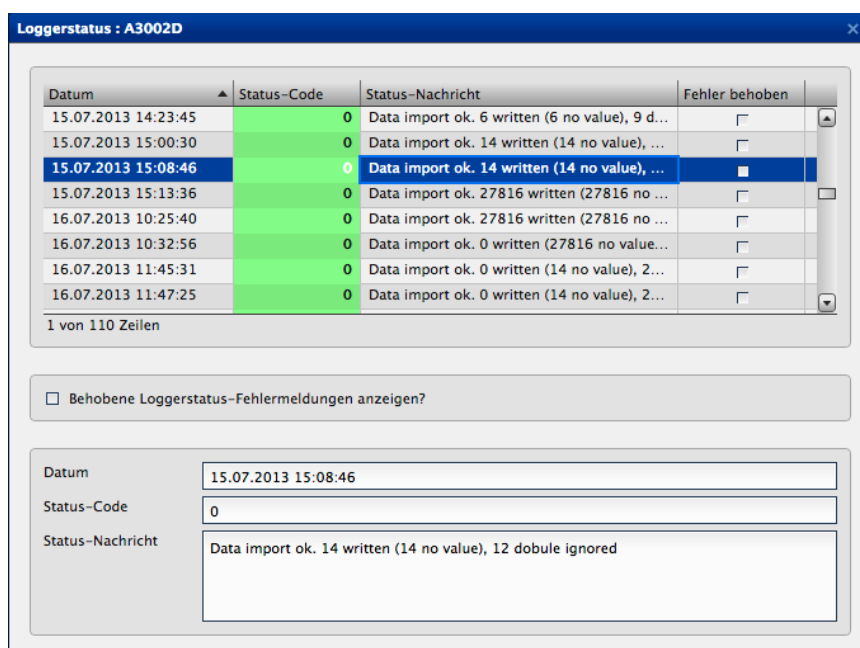 Loggerstatus : A3002D
Datum Status-Code Status-Nachricht Fehler behoben
15.07.2013 14:23:45 0 Data import ok. 6 written (6 no value), 9 d...
15.07.2013 15:00:30 0 Data import ok. 14 written (14 no value), ...
15.07.2013 15:08:46 0 Data import ok. 14 written (14 no value), ...
15.07.2013 15:13:36 0 Data import ok. 27816 written (27816 no ...
16.07.2013 10:25:40 0 Data import ok. 27816 written (27816 no ...
16.07.2013 10:32:56 0 Data import ok. 0 written (27816 no value...
16.07.2013 11:45:31 0 Data import ok. 0 written (14 no value), 2...
16.07.2013 11:47:25 0 Data import ok. 0 written (14 no value), 2...
1 von 110 Zeilen
Behobene Loggerstatus-Fehlermeldungen anzeigen?
Datum 15.07.2013 15:08:46
Status-Code 0
Status-Nachricht Data import ok. 14 written (14 no value), 12 dobule ignored